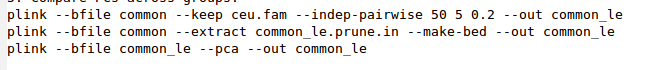 plink --bfile common --keep ceu.fam --indep-pairwise 50 5 0.2 --out common_le
plink --bfile common --extract common_le.prune.in --make-bed --out common_le
plink --bfile common_le --pca --out common_le